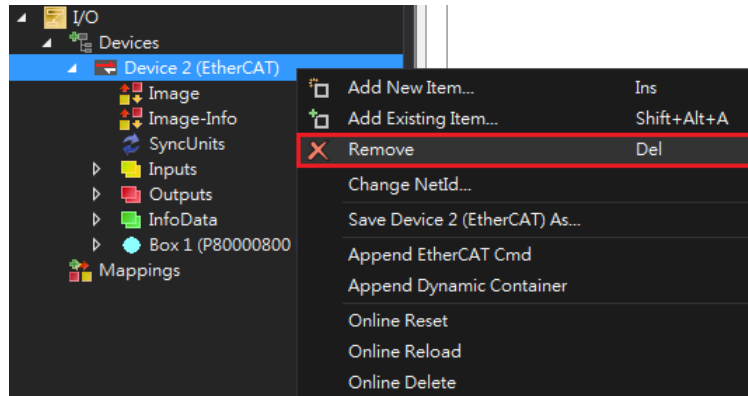 I/O
Devices
Device 2 (EtherCAT)
Image
Image-Info
SyncUnits
Inputs
Outputs
InfoData
Box 1 (P80000800
Mappings
Add New Item... Ins
Add Existing Item... Shift+Alt+A
Remove Del
Change NetId...
Save Device 2 (EtherCAT) As...
Append EtherCAT Cmd
Append Dynamic Container
Online Reset
Online Reload
Online Delete